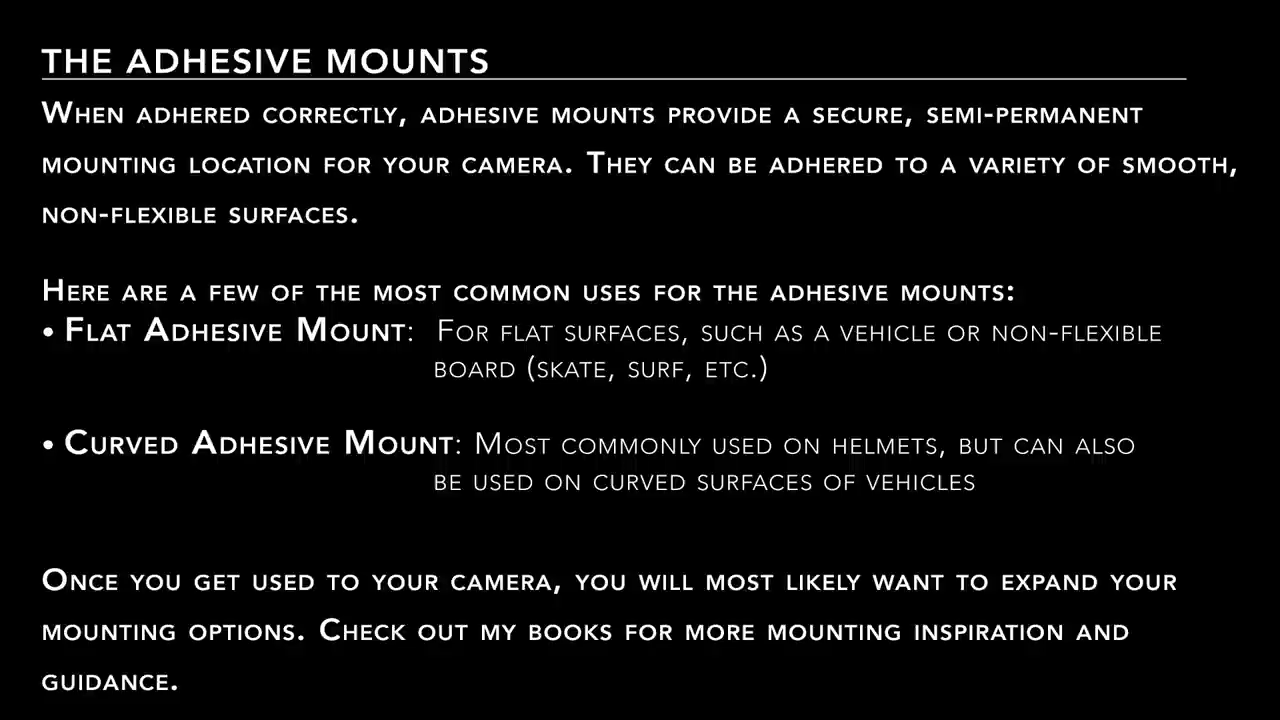 THE ADHESIVE MOUNTS
WHEN ADHERED CORRECTLY, ADHESIVE MOUNTS PROVIDE A SECURE, SEMI-PERMANENT
MOUNTING LOCATION FOR YOUR CAMERA. THEY CAN BE ADHERED TO A VARIETY OF SMOOTH,
NON-FLEXIBLE SURFACES.
HERE ARE A FEW OF THE MOST COMMON USES FOR THE ADHESIVE MOUNTS:
• FLAT ADHESIVE MOUNT: FOR FLAT SURFACES, SUCH AS A VEHICLE OR NON-FLEXIBLE
BOARD (SKATE, SURF, ETC.)
• CURVED ADHESIVE MOUNT: MOST COMMONLY USED ON HELMETS, BUT CAN ALSO
BE USED ON CURVED SURFACES OF VEHICLES
ONCE YOU GET USED TO YOUR CAMERA, YOU WILL MOST LIKELY WANT TO EXPAND YOUR
MOUNTING OPTIONS. CHECK OUT MY BOOKS FOR MORE MOUNTING INSPIRATION AND
GUIDANCE.